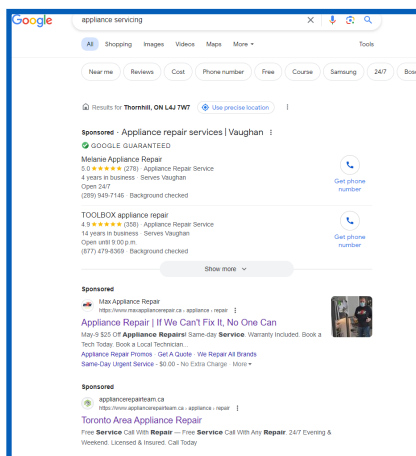 Google
appliance servicing
All Shopping Images Videos Maps More Tools
Near me Reviews Cost Phone number Free Course Samsung 24/7 Bosc
Results for Thornhill, ON L4J 7W7 Use precise location
Sponsored · Appliance repair services | Vaughan
GOOGLE GUARANTEED
Melanie Appliance Repair
5.0 ★★★★★ (278) · Appliance Repair Service
4 years in business · Serves Vaughan
Open 24/7
(289) 949-7146 · Background checked
Get phone
number
TOOLBOX appliance repair
4.9 ★★★★★ (358) · Appliance Repair Service
14 years in business · Serves Vaughan
Open until 9:00 p.m.
(877) 479-8369 · Background checked
Get phone
number
Show more
Sponsored
Max Appliance Repair
https://www.maxappliancerepair.ca › appliance › repair
Appliance Repair | If We Can't Fix It, No One Can
May-9 $25 Off Appliance Repairs! Same-day Service. Warranty Included. Book a
Tech Today. Book a Local Technician...
Appliance Repair Promos · Get A Quote · We Repair All Brands
Same-Day Urgent Service - $0.00 - No Extra Charge · More
Sponsored
appliancerepairteam.ca
https://www.appliancerepairteam.ca › appliance › repair
Toronto Area Appliance Repair
Free Service Call With Repair — Free Service Call With Any Repair. 24/7 Evening &
Weekend. Licensed & Insured. Call Today